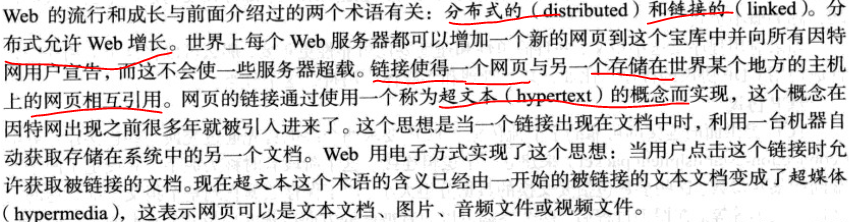 Web 的流行和成长与前面介绍过的两个术语有关：分布式的（distributed）和链接的（linked）。分
布式允许 Web 增长。世界上每个 Web 服务器都可以增加一个新的网页到这个宝库中并向所有因特
网用户宣告，而这不会使一些服务器超载。链接使得一个网页与另一个存储在世界某个地方的主机
上的网页相互引用。网页的链接通过使用一个称为超文本（hypertext）的概念而实现，这个概念在
因特网出现之前很多年就被引入进来了。这个思想是当一个链接出现在文档中时，利用一台机器自
动获取存储在系统中的另一个文档。Web 用电子方式实现了这个思想：当用户点击这个链接时允
许获取被链接的文档。现在超文本这个术语的含义已经由一开始的被链接的文本文档变成了超媒体
（hypermedia），这表示网页可以是文本文档、图片、音频文件或视频文件。